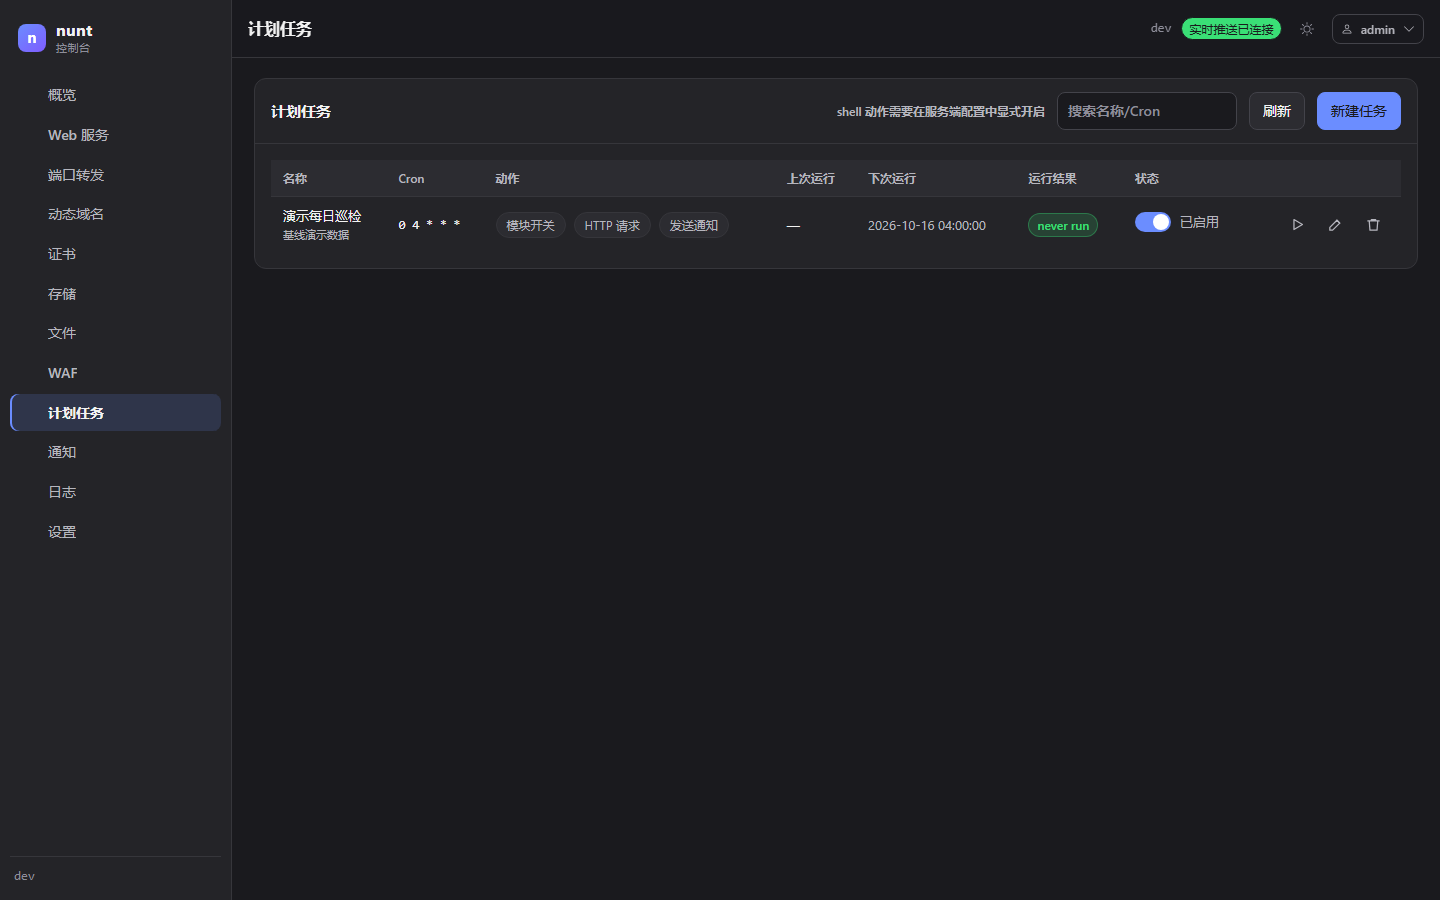 n
nunt
控制台
概览
Web 服务
端口转发
动态域名
证书
存储
文件
WAF
计划任务
通知
日志
设置
dev
计划任务
dev
实时推送已连接
admin
计划任务
shell 动作需要在服务端配置中显式开启
搜索名称/Cron
刷新
新建任务
名称 Cron 动作 上次运行 下次运行 运行结果 状态
演示每日巡检
基线演示数据
0 4 * * *
模块开关 HTTP 请求 发送通知
—
2026-10-16 04:00:00
never run
已启用